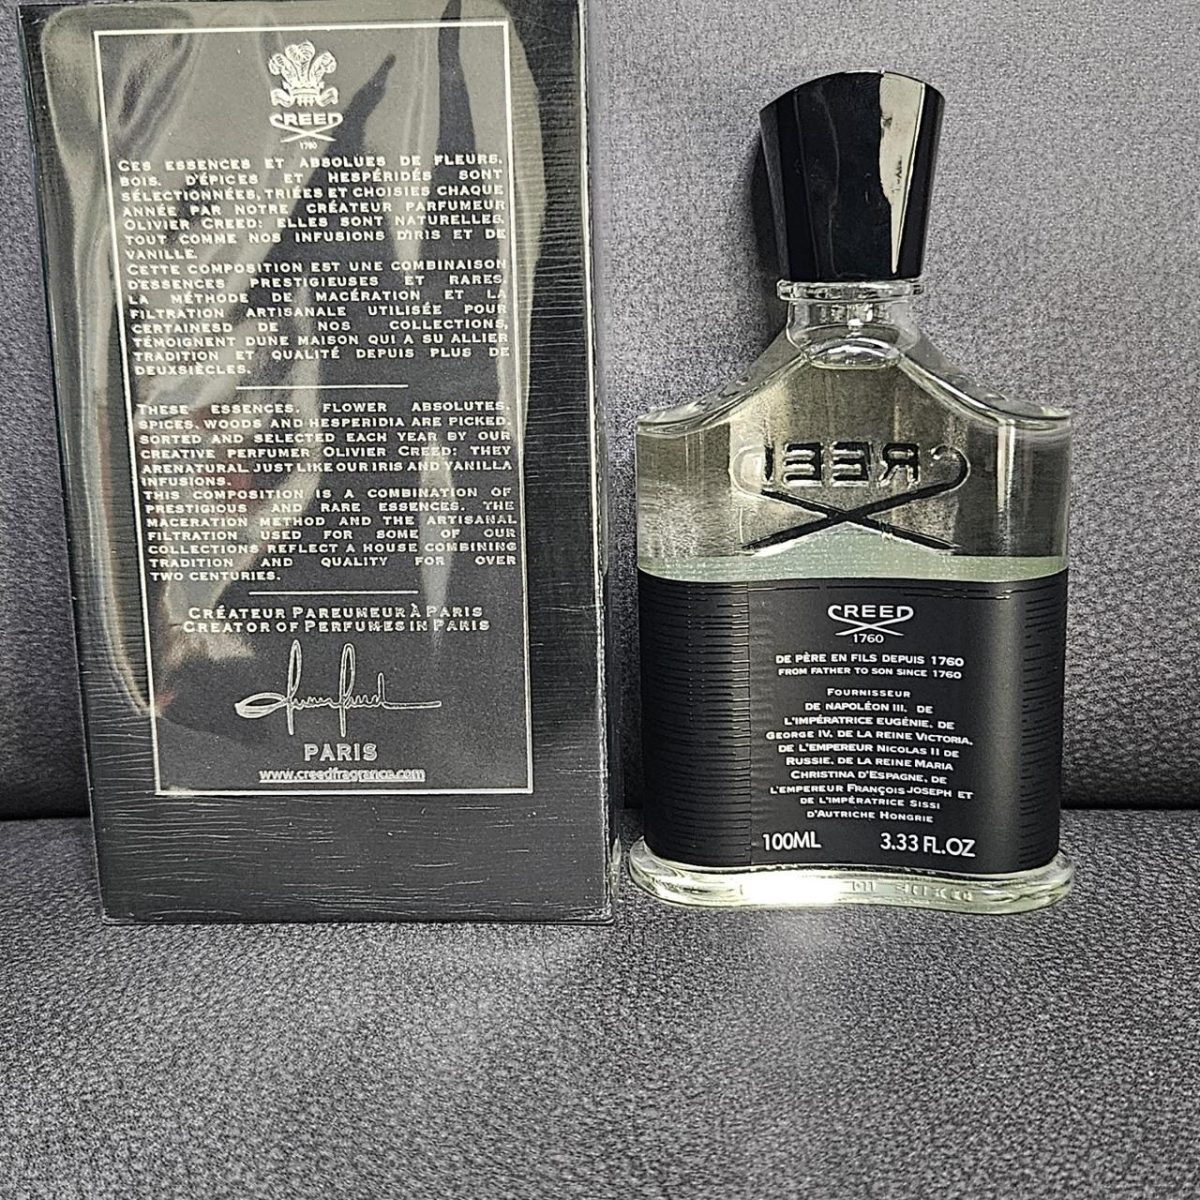 CREED
1760
CES ESSENCES ET ABSOLUES DE FLEURS,
BOIS, D'ÉPICES ET HESPÉRIDÉS SONT
SÉLECTIONNÉES, TRIÉES ET CHOISIES CHAQUE
ANNÉE PAR NOTRE CRÉATEUR PARFUMEUR
OLIVIER CREED: ELLES SONT NATURELLES,
TOUT COMME NOS INFUSIONS D'IRIS ET DE
VANILLE.
CETTE COMPOSITION EST UNE COMBINAISON
D'ESSENCES PRESTIGIEUSES ET RARES.
LA MÉTHODE DE MACÉRATION ET LA
FILTRATION ARTISANALE UTILISÉE POUR
CERTAINESD DE NOS COLLECTIONS,
TÉMOIGNENT DUNE MAISON QUI A SU ALLIER
TRADITION ET QUALITÉ DEPUIS PLUS DE
DEUXSIÈCLES.
THESE ESSENCES, FLOWER ABSOLUTES,
SPICES, WOODS AND HESPERIDIA ARE PICKED,
SORTED AND SELECTED EACH YEAR BY OUR
CREATIVE PERFUMER OLIVIER CREED: THEY
ARENATURAL JUST LIKE OUR IRIS AND VANILLA
INFUSIONS.
THIS COMPOSITION IS A COMBINATION OF
PRESTIGIOUS AND RARE ESSENCES. THE
MACERATION METHOD AND THE ARTISANAL
FILTRATION USED FOR SOME OF OUR
COLLECTIONS REFLECT A HOUSE COMBINING
TRADITION AND QUALITY FOR OVER
TWO CENTURIES.
CRÉATEUR PAREUMEUR À PARIS
CREATOR OF PERFUMES IN PARIS
PARIS
www.creedfragrance.com
CREED
CREED
1760
DE PÈRE EN FILS DEPUIS 1760
FROM FATHER TO SON SINCE 1760
FOURNISSEUR
DE NAPOLÉON III, DE
L'IMPÉRATRICE EUGÉNIE, DE
GEORGE IV, DE LA REINE VICTORIA,
DE L'EMPEREUR NICOLAS II DE
RUSSIE, DE LA REINE MARIA
CHRISTINA D'ESPAGNE, DE
L'EMPEREUR FRANÇOIS JOSEPH ET
DE L'IMPÉRATRICE SISSI
D'AUTRICHE HONGRIE
100ML 3.33 FL.OZ